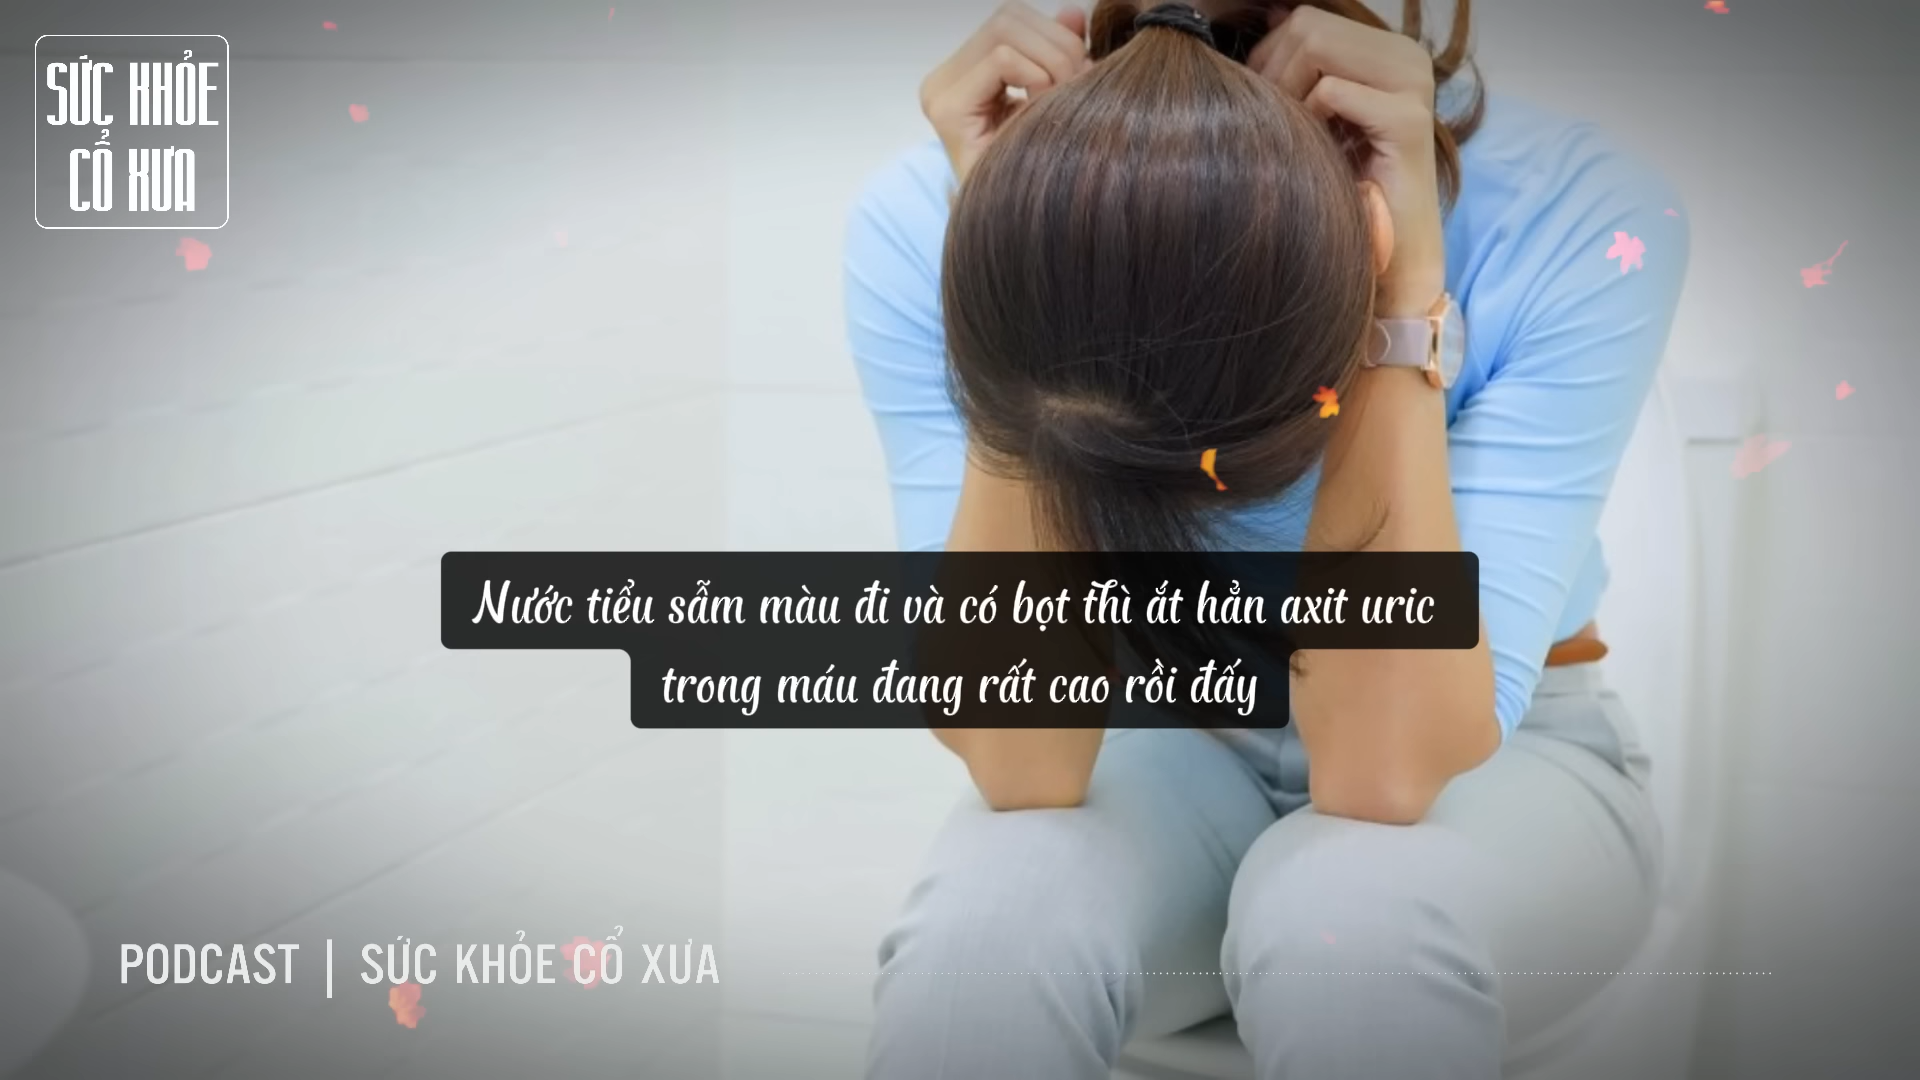 SỨC KHỎE
CỔ XƯA
Nước tiểu sẫm màu đi và có bọt thì ắt hẳn axit uric
trong máu đang rất cao rồi đấy
PODCAST | SỨC KHỎE CỔ XƯA